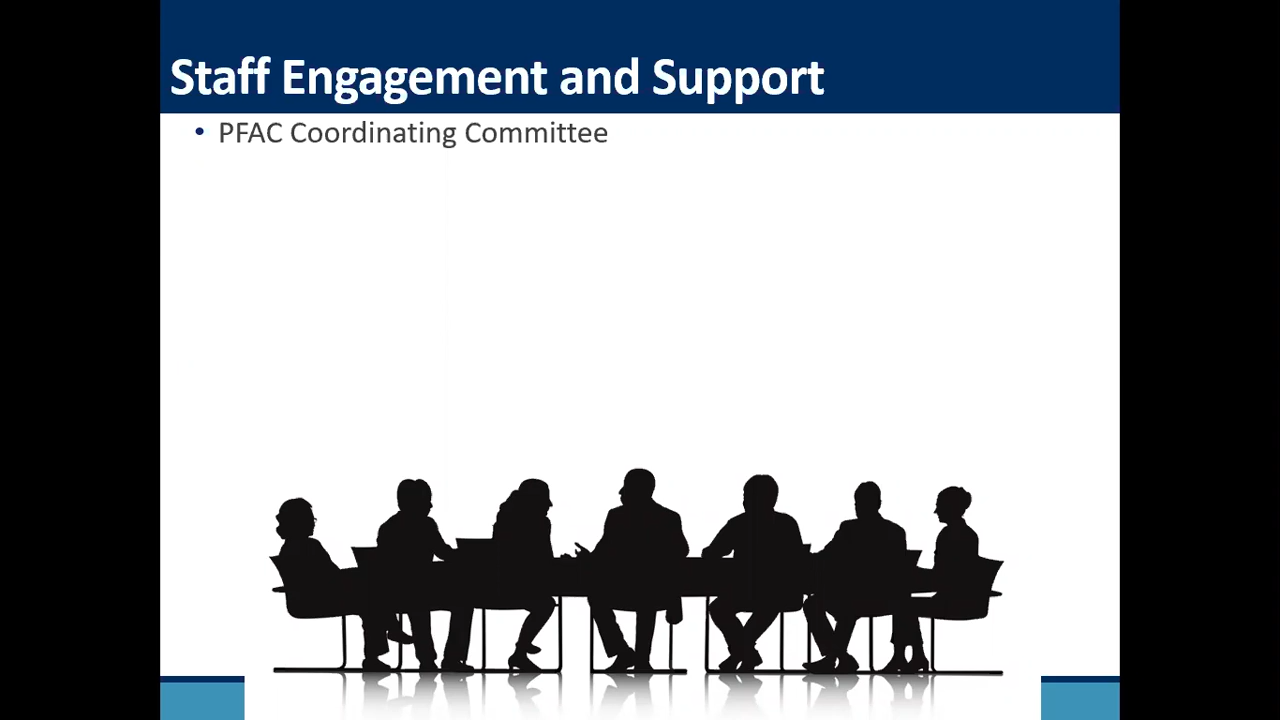 Staff Engagement and Support
• PFAC Coordinating Committee